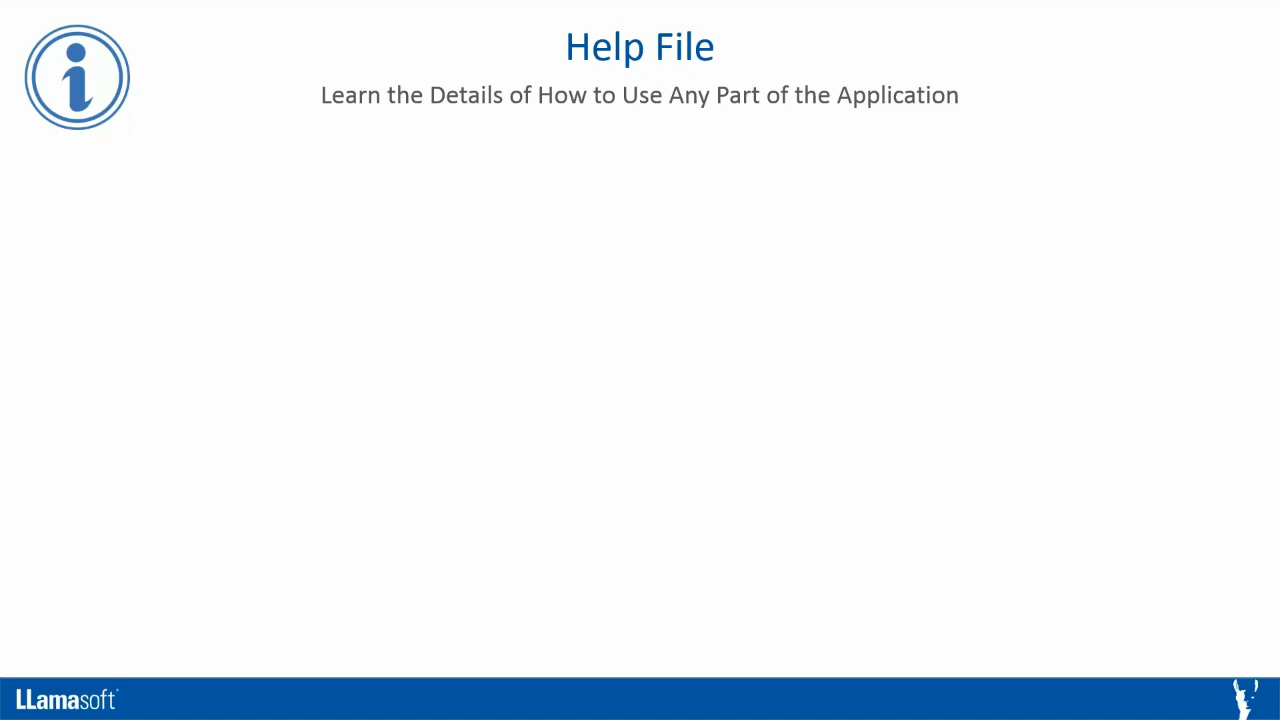 Help File
Learn the Details of How to Use Any Part of the Application
LLamasoft